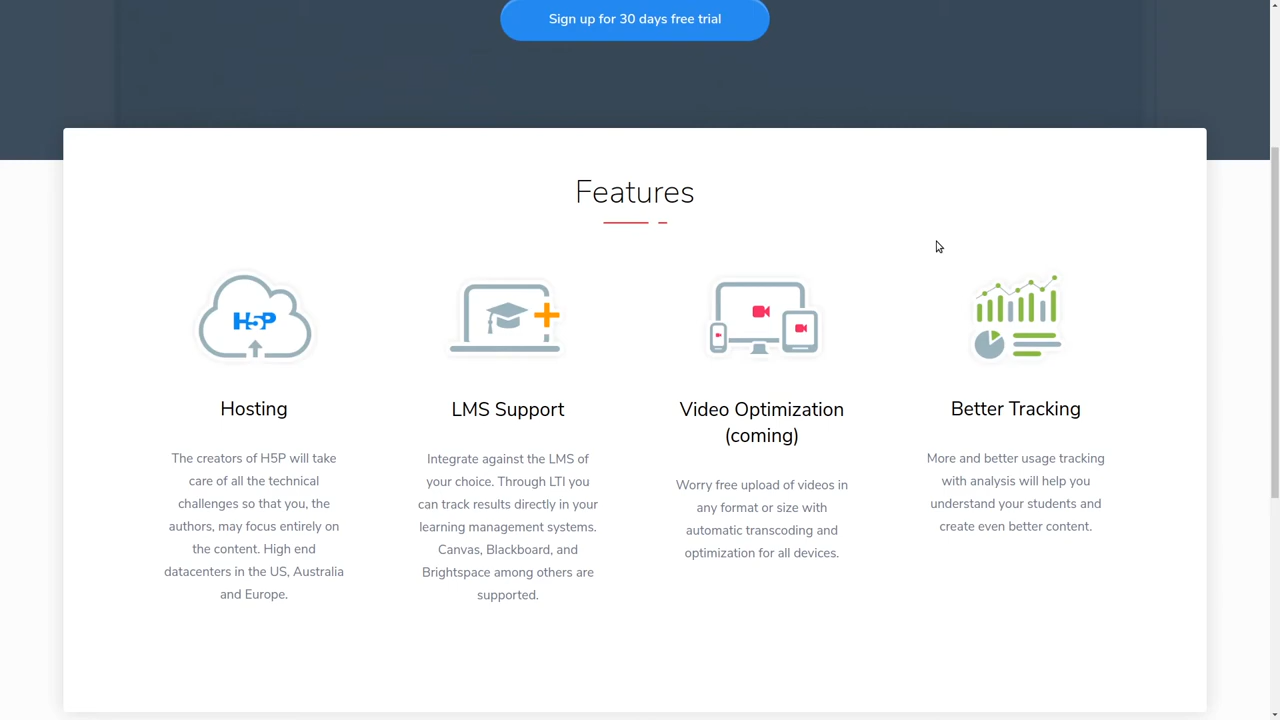 Sign up for 30 days free trial
Features
H5P
Hosting
The creators of H5P will take
care of all the technical
challenges so that you, the
authors, may focus entirely on
the content. High end
datacenters in the US, Australia
and Europe.
LMS Support
Integrate against the LMS of
your choice. Through LTI you
can track results directly in your
learning management systems.
Canvas, Blackboard, and
Brightspace among others are
supported.
Video Optimization
(coming)
Worry free upload of videos in
any format or size with
automatic transcoding and
optimization for all devices.
Better Tracking
More and better usage tracking
with analysis will help you
understand your students and
create even better content.